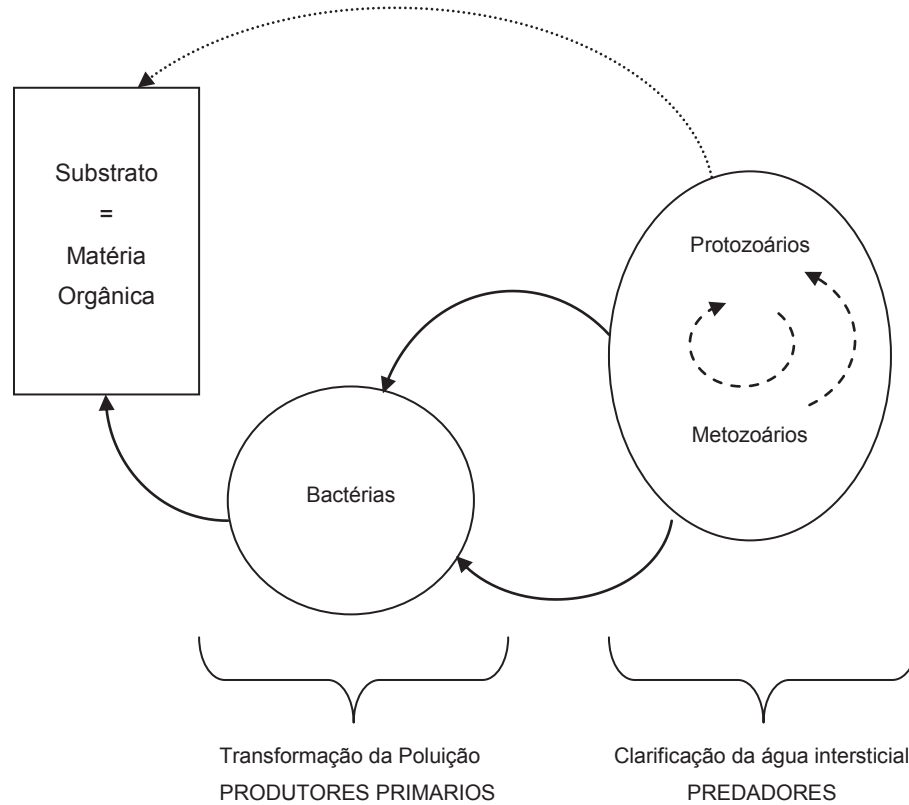 Substrato
=
Matéria
Orgânica
Protozoários
Metozoários
Bactérias
Transformação da Poluição
PRODUTORES PRIMARIOS
Clarificação da água intersticial
PREDADORES